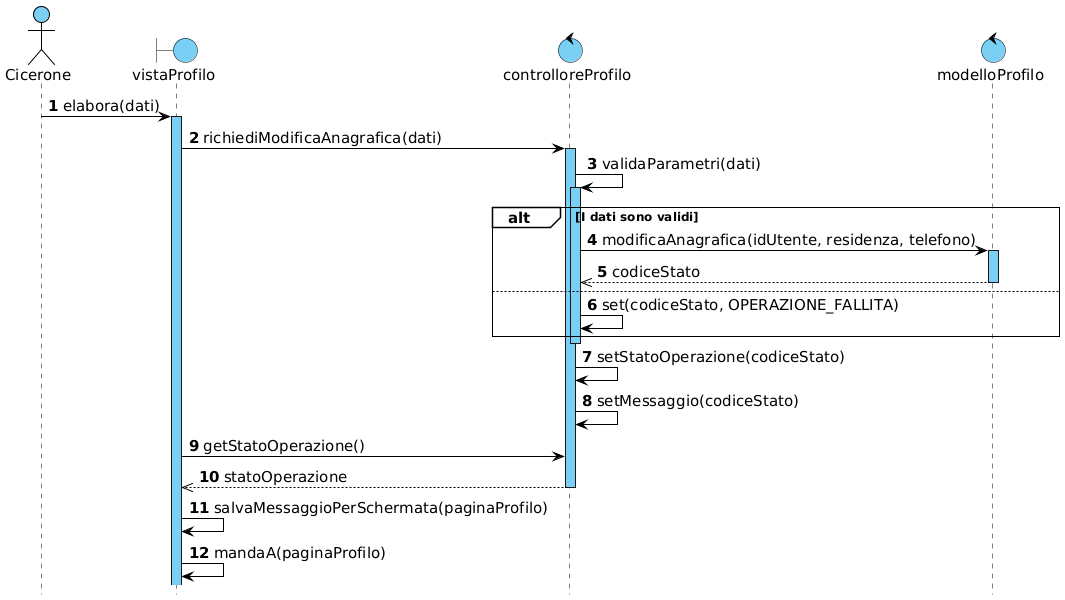 Cicerone
vistaProfilo
controlloreProfilo
modelloProfilo
1 elabora(dati)
2 richiediModificaAnagrafica(dati)
3 validaParametri(dati)
alt
[I dati sono validi]
4 modificaAnagrafica(idUtente, residenza, telefono)
5 codiceStato
6 set(codiceStato, OPERAZIONE_FALLITA)
7 setStatoOperazione(codiceStato)
8 setMessaggio(codiceStato)
9 getStatoOperazione()
10 statoOperazione
11 salvaMessaggioPerSchermata(paginaProfilo)
12 mandaA(paginaProfilo)